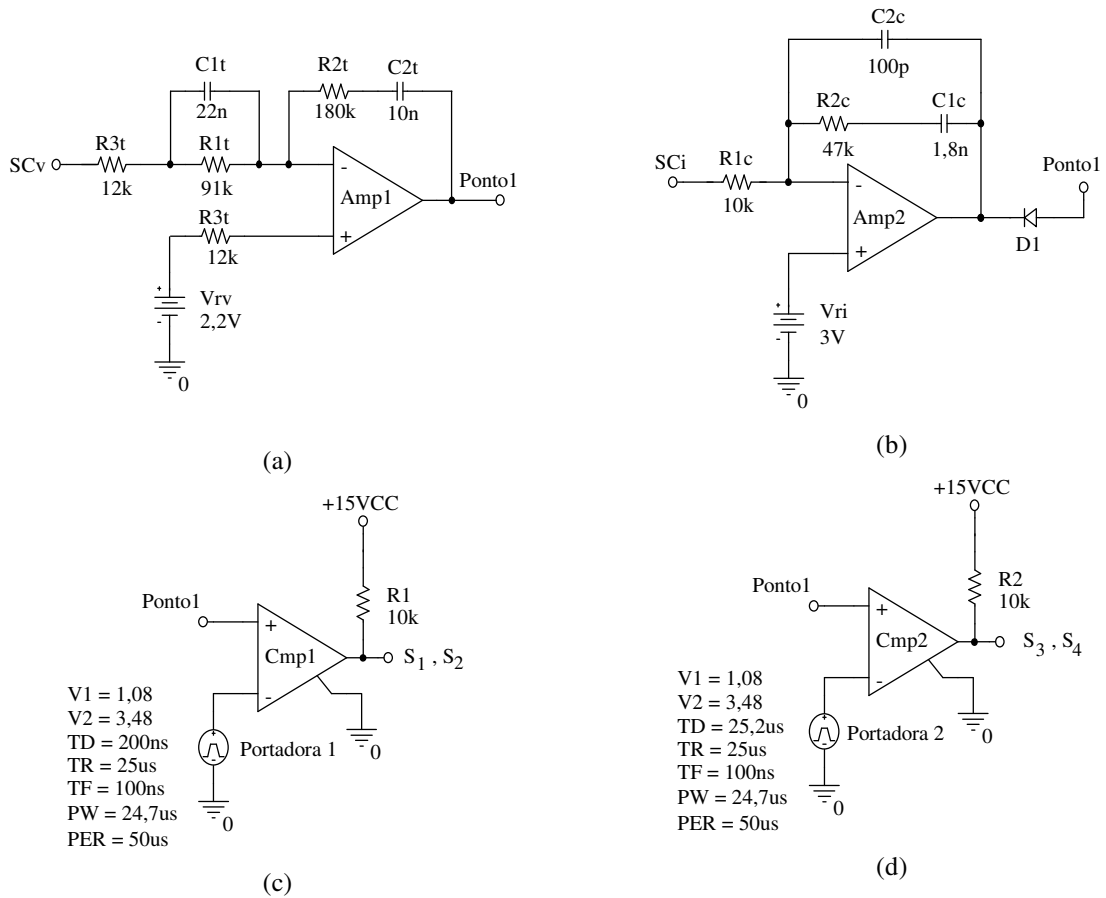 C1t
22n
R2t
180k
C2t
10n
SCv
R3t
12k
R1t
91k
-
+
Amp1
Ponto1
R3t
12k
+
-
Vrv
2,2V
0
(a)
C2c
100p
R2c
47k
C1c
1,8n
SCi
R1c
10k
-
+
Amp2
Ponto1
D1
+
-
Vri
3V
0
(b)
+15VCC
R1
10k
Ponto1
+
-
Cmp1
S1 , S2
0
V1 = 1,08
V2 = 3,48
TD = 200ns
TR = 25us
TF = 100ns
PW = 24,7us
PER = 50us
+
-
Portadora 1
0
(c)
+15VCC
R2
10k
Ponto1
+
-
Cmp2
S3 , S4
0
V1 = 1,08
V2 = 3,48
TD = 25,2us
TR = 25us
TF = 100ns
PW = 24,7us
PER = 50us
+
-
Portadora 2
0
(d)